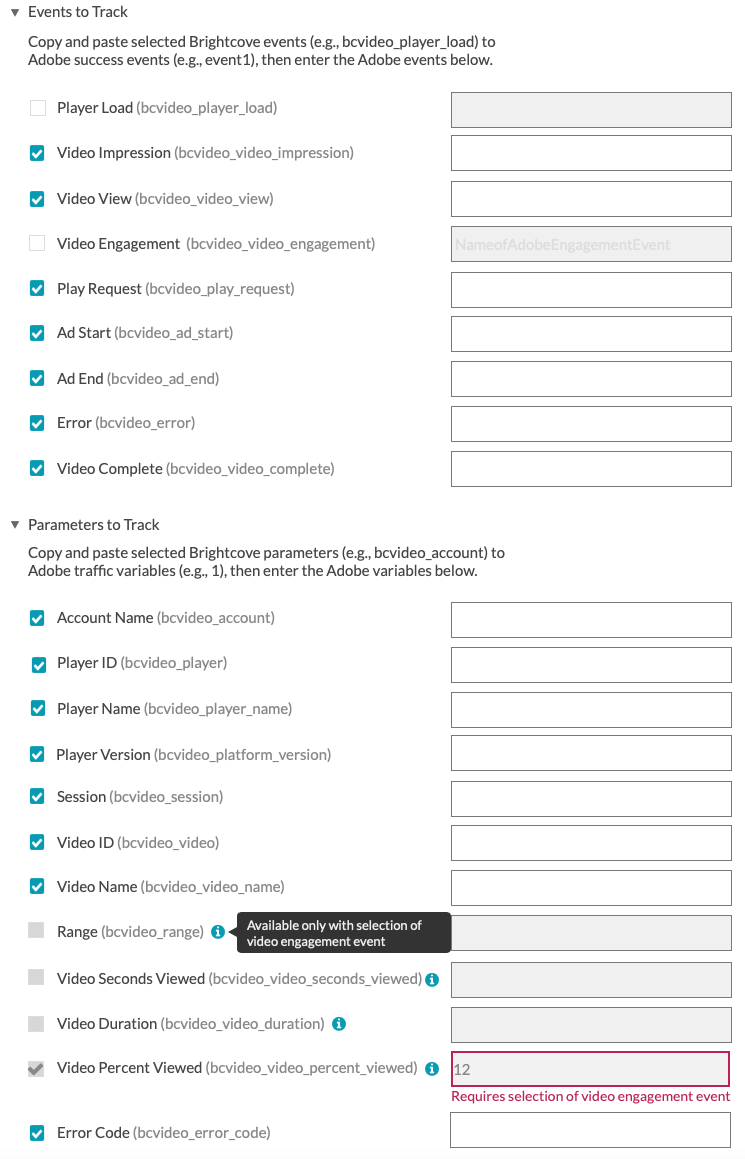 Events to Track
Copy and paste selected Brightcove events (e.g., bcvideo_player_load) to
Adobe success events (e.g., event1), then enter the Adobe events below.
Player Load (bcvideo_player_load)
Video Impression (bcvideo_video_impression)
Video View (bcvideo_video_view)
Video Engagement (bcvideo_video_engagement)
NameofAdobeEngagementEvent
Play Request (bcvideo_play_request)
Ad Start (bcvideo_ad_start)
Ad End (bcvideo_ad_end)
Error (bcvideo_error)
Video Complete (bcvideo_video_complete)
Parameters to Track
Copy and paste selected Brightcove parameters (e.g., bcvideo_account) to
Adobe traffic variables (e.g., 1), then enter the Adobe variables below.
Account Name (bcvideo_account)
Player ID (bcvideo_player)
Player Name (bcvideo_player_name)
Player Version (bcvideo_platform_version)
Session (bcvideo_session)
Video ID (bcvideo_video)
Video Name (bcvideo_video_name)
Range (bcvideo_range)
Available only with selection of
video engagement event
Video Seconds Viewed (bcvideo_video_seconds_viewed)
Video Duration (bcvideo_video_duration)
Video Percent Viewed (bcvideo_video_percent_viewed)
12
Requires selection of video engagement event
Error Code (bcvideo_error_code)